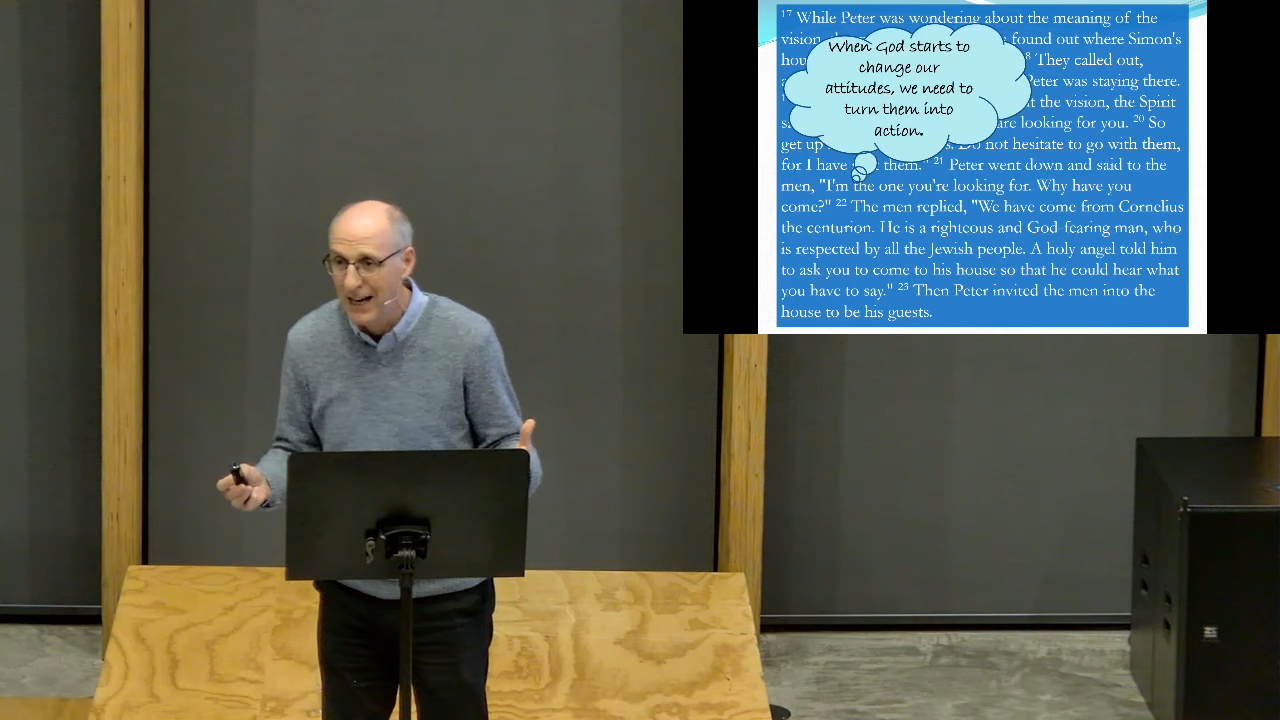 17 While Peter was wondering about the meaning of the
vision
found out where Simon's
They called out,
Peter was staying there.
the vision, the Spirit
are looking for you. 20 So
get up
Do not hesitate to go with them,
for I have
them." 21 Peter went down and said to the
men, "I'm the one you're looking for. Why have you
come?" 22 The men replied, "We have come from Cornelius
the centurion. He is a righteous and God-fearing man, who
is respected by all the Jewish people. A holy angel told him
to ask you to come to his house so that he could hear what
you have to say." 23 Then Peter invited the men into the
house to be his guests.
When God starts to
change our
attitudes, we need to
turn them into
action.